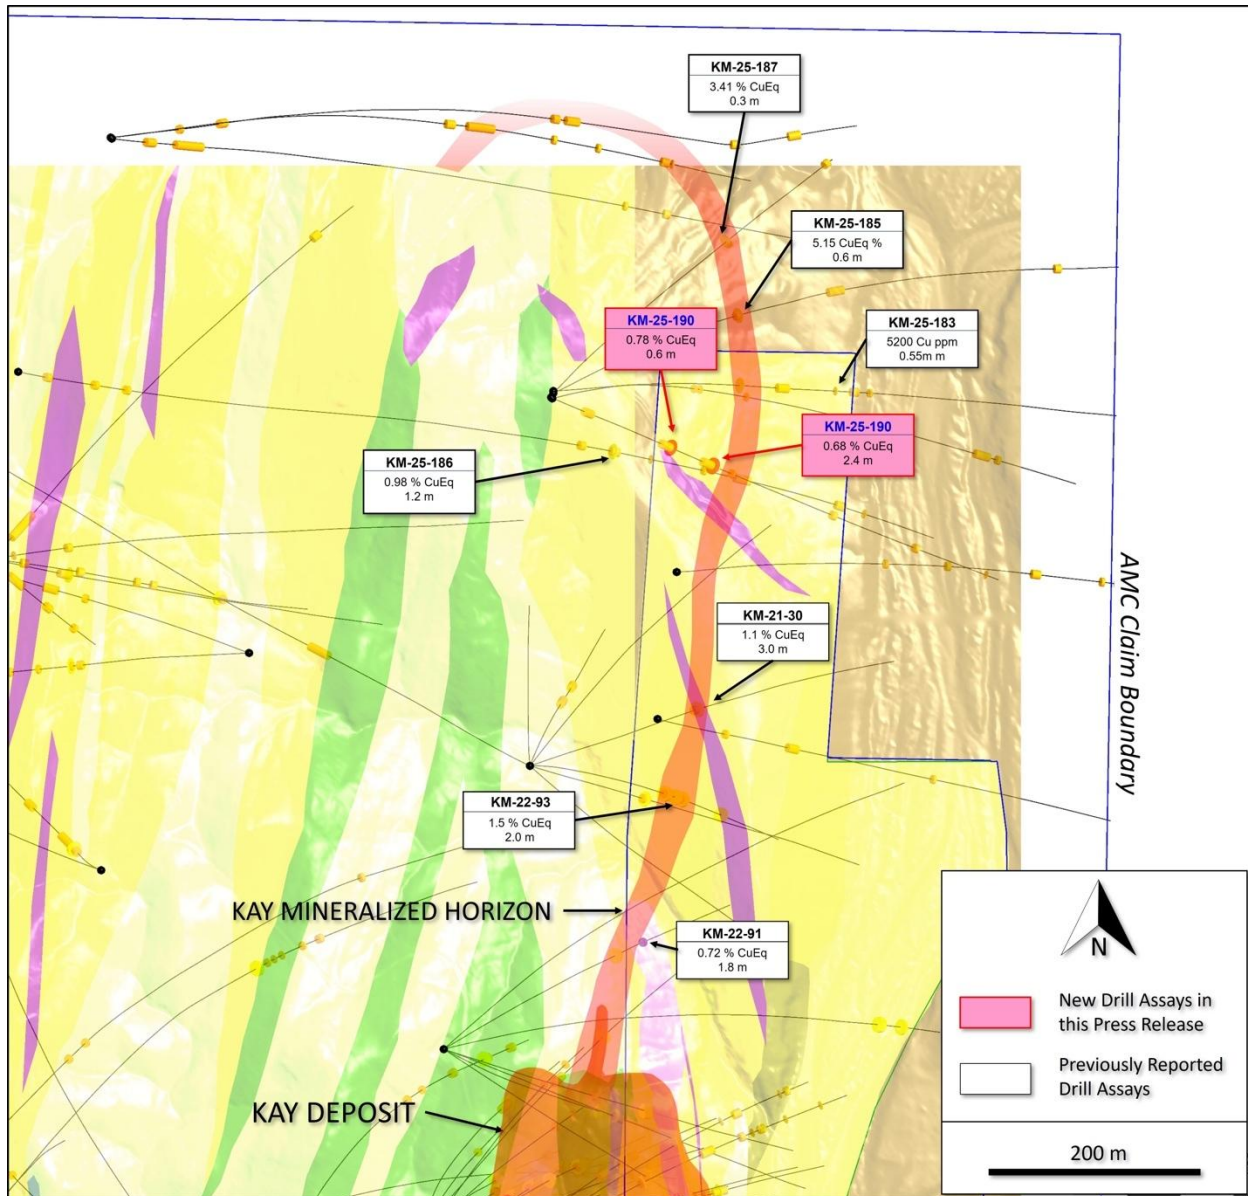 KM-25-187
3.41 % CuEq
0.3 m
KM-25-185
5.15 CuEq %
0.6 m
KM-25-190
0.78 % CuEq
0.6 m
KM-25-183
5200 Cu ppm
0.55m m
KM-25-190
0.68 % CuEq
2.4 m
KM-25-186
0.98 % CuEq
1.2 m
AMC Claim Boundary
KM-21-30
1.1 % CuEq
3.0 m
KM-22-93
1.5 % CuEq
2.0 m
KAY MINERALIZED HORIZON
KM-22-91
0.72 % CuEq
1.8 m
KAY DEPOSIT
N
New Drill Assays in
this Press Release
Previously Reported
Drill Assays
200 m